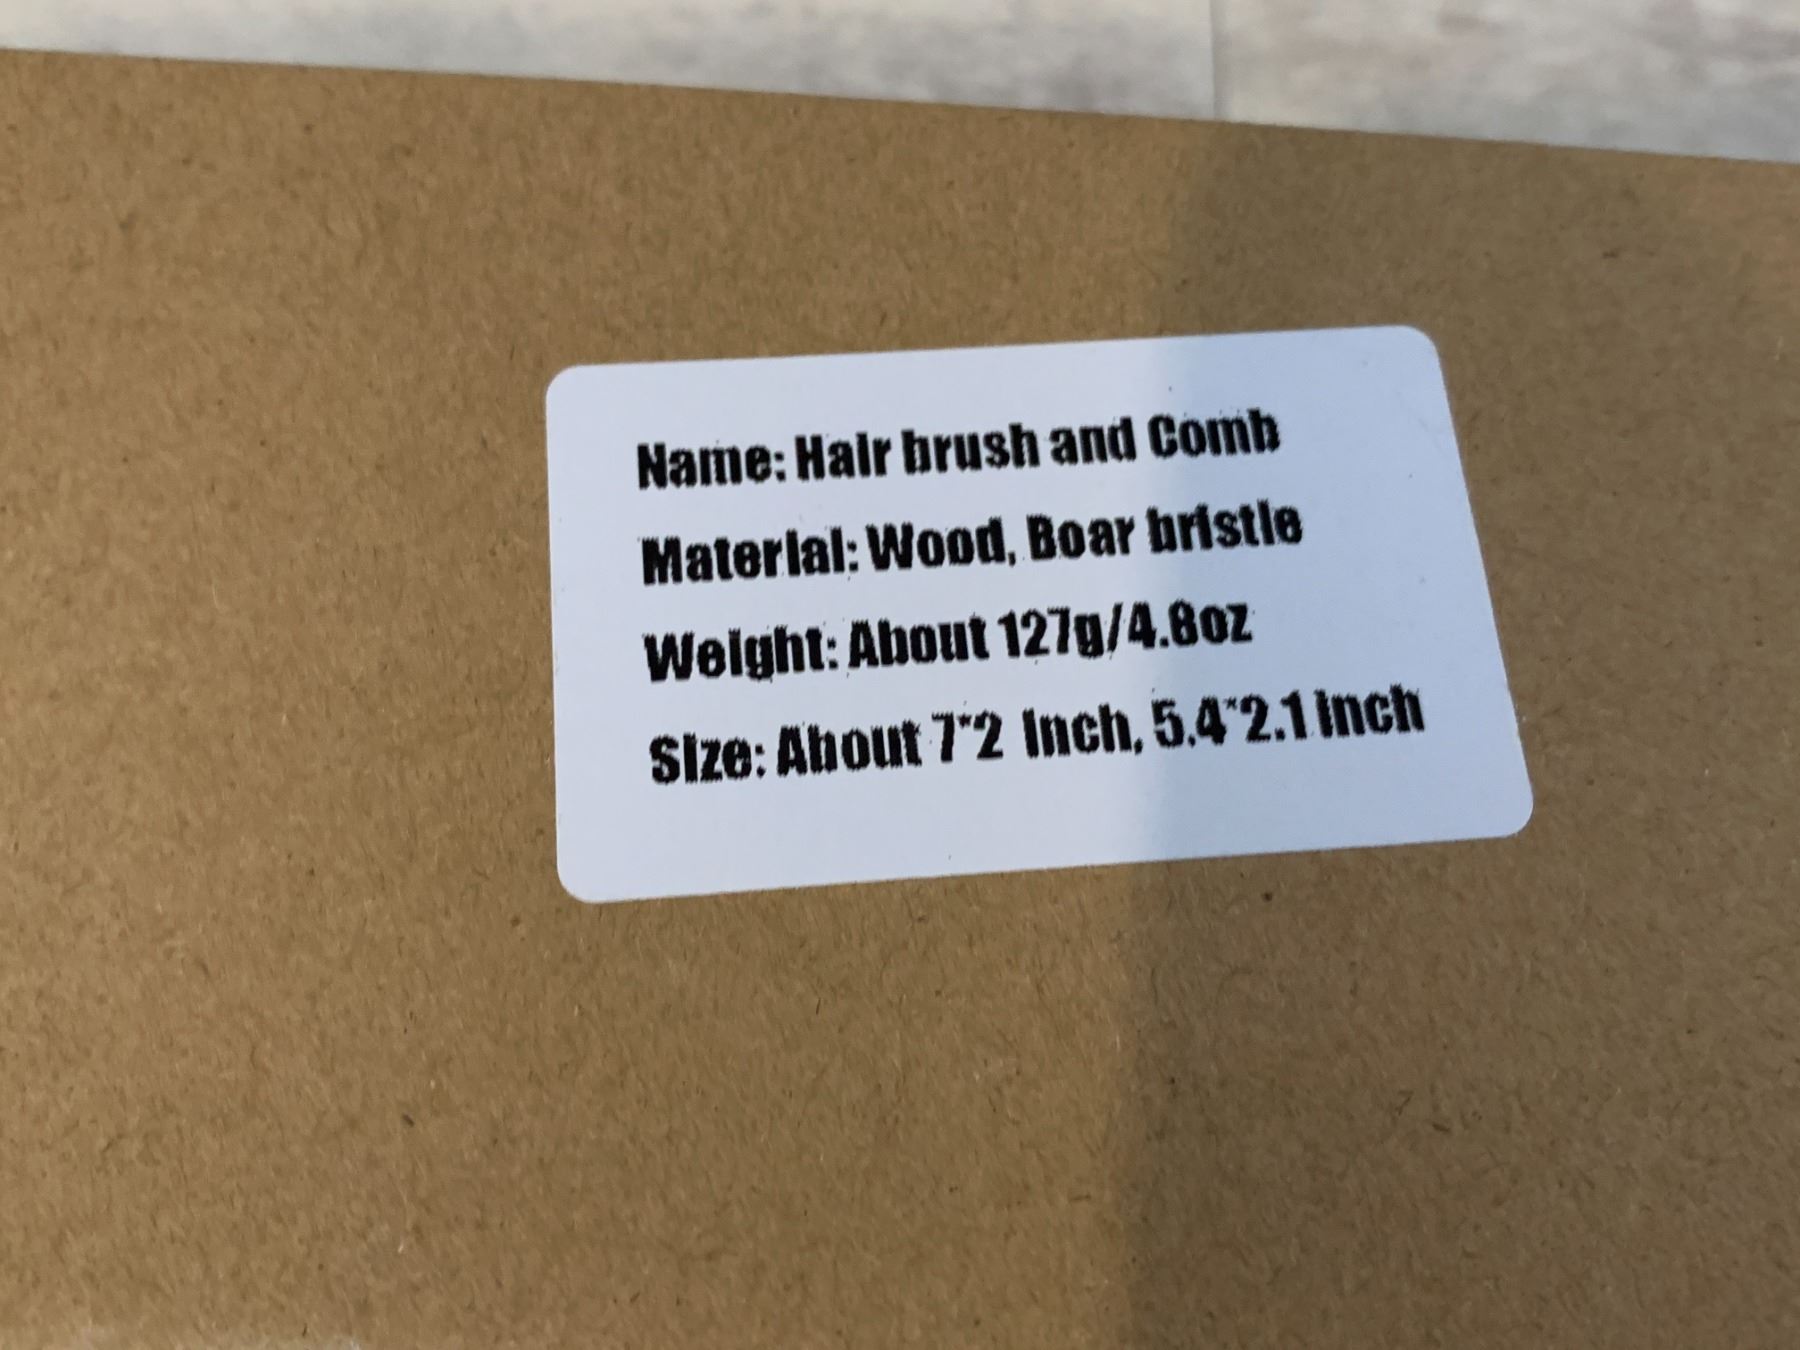 Name: Hair brush and Comb
Material: Wood, Boar bristle
Weight: About 127g/4.8oz
Size: About 7*2 Inch, 5.4*2.1 inch